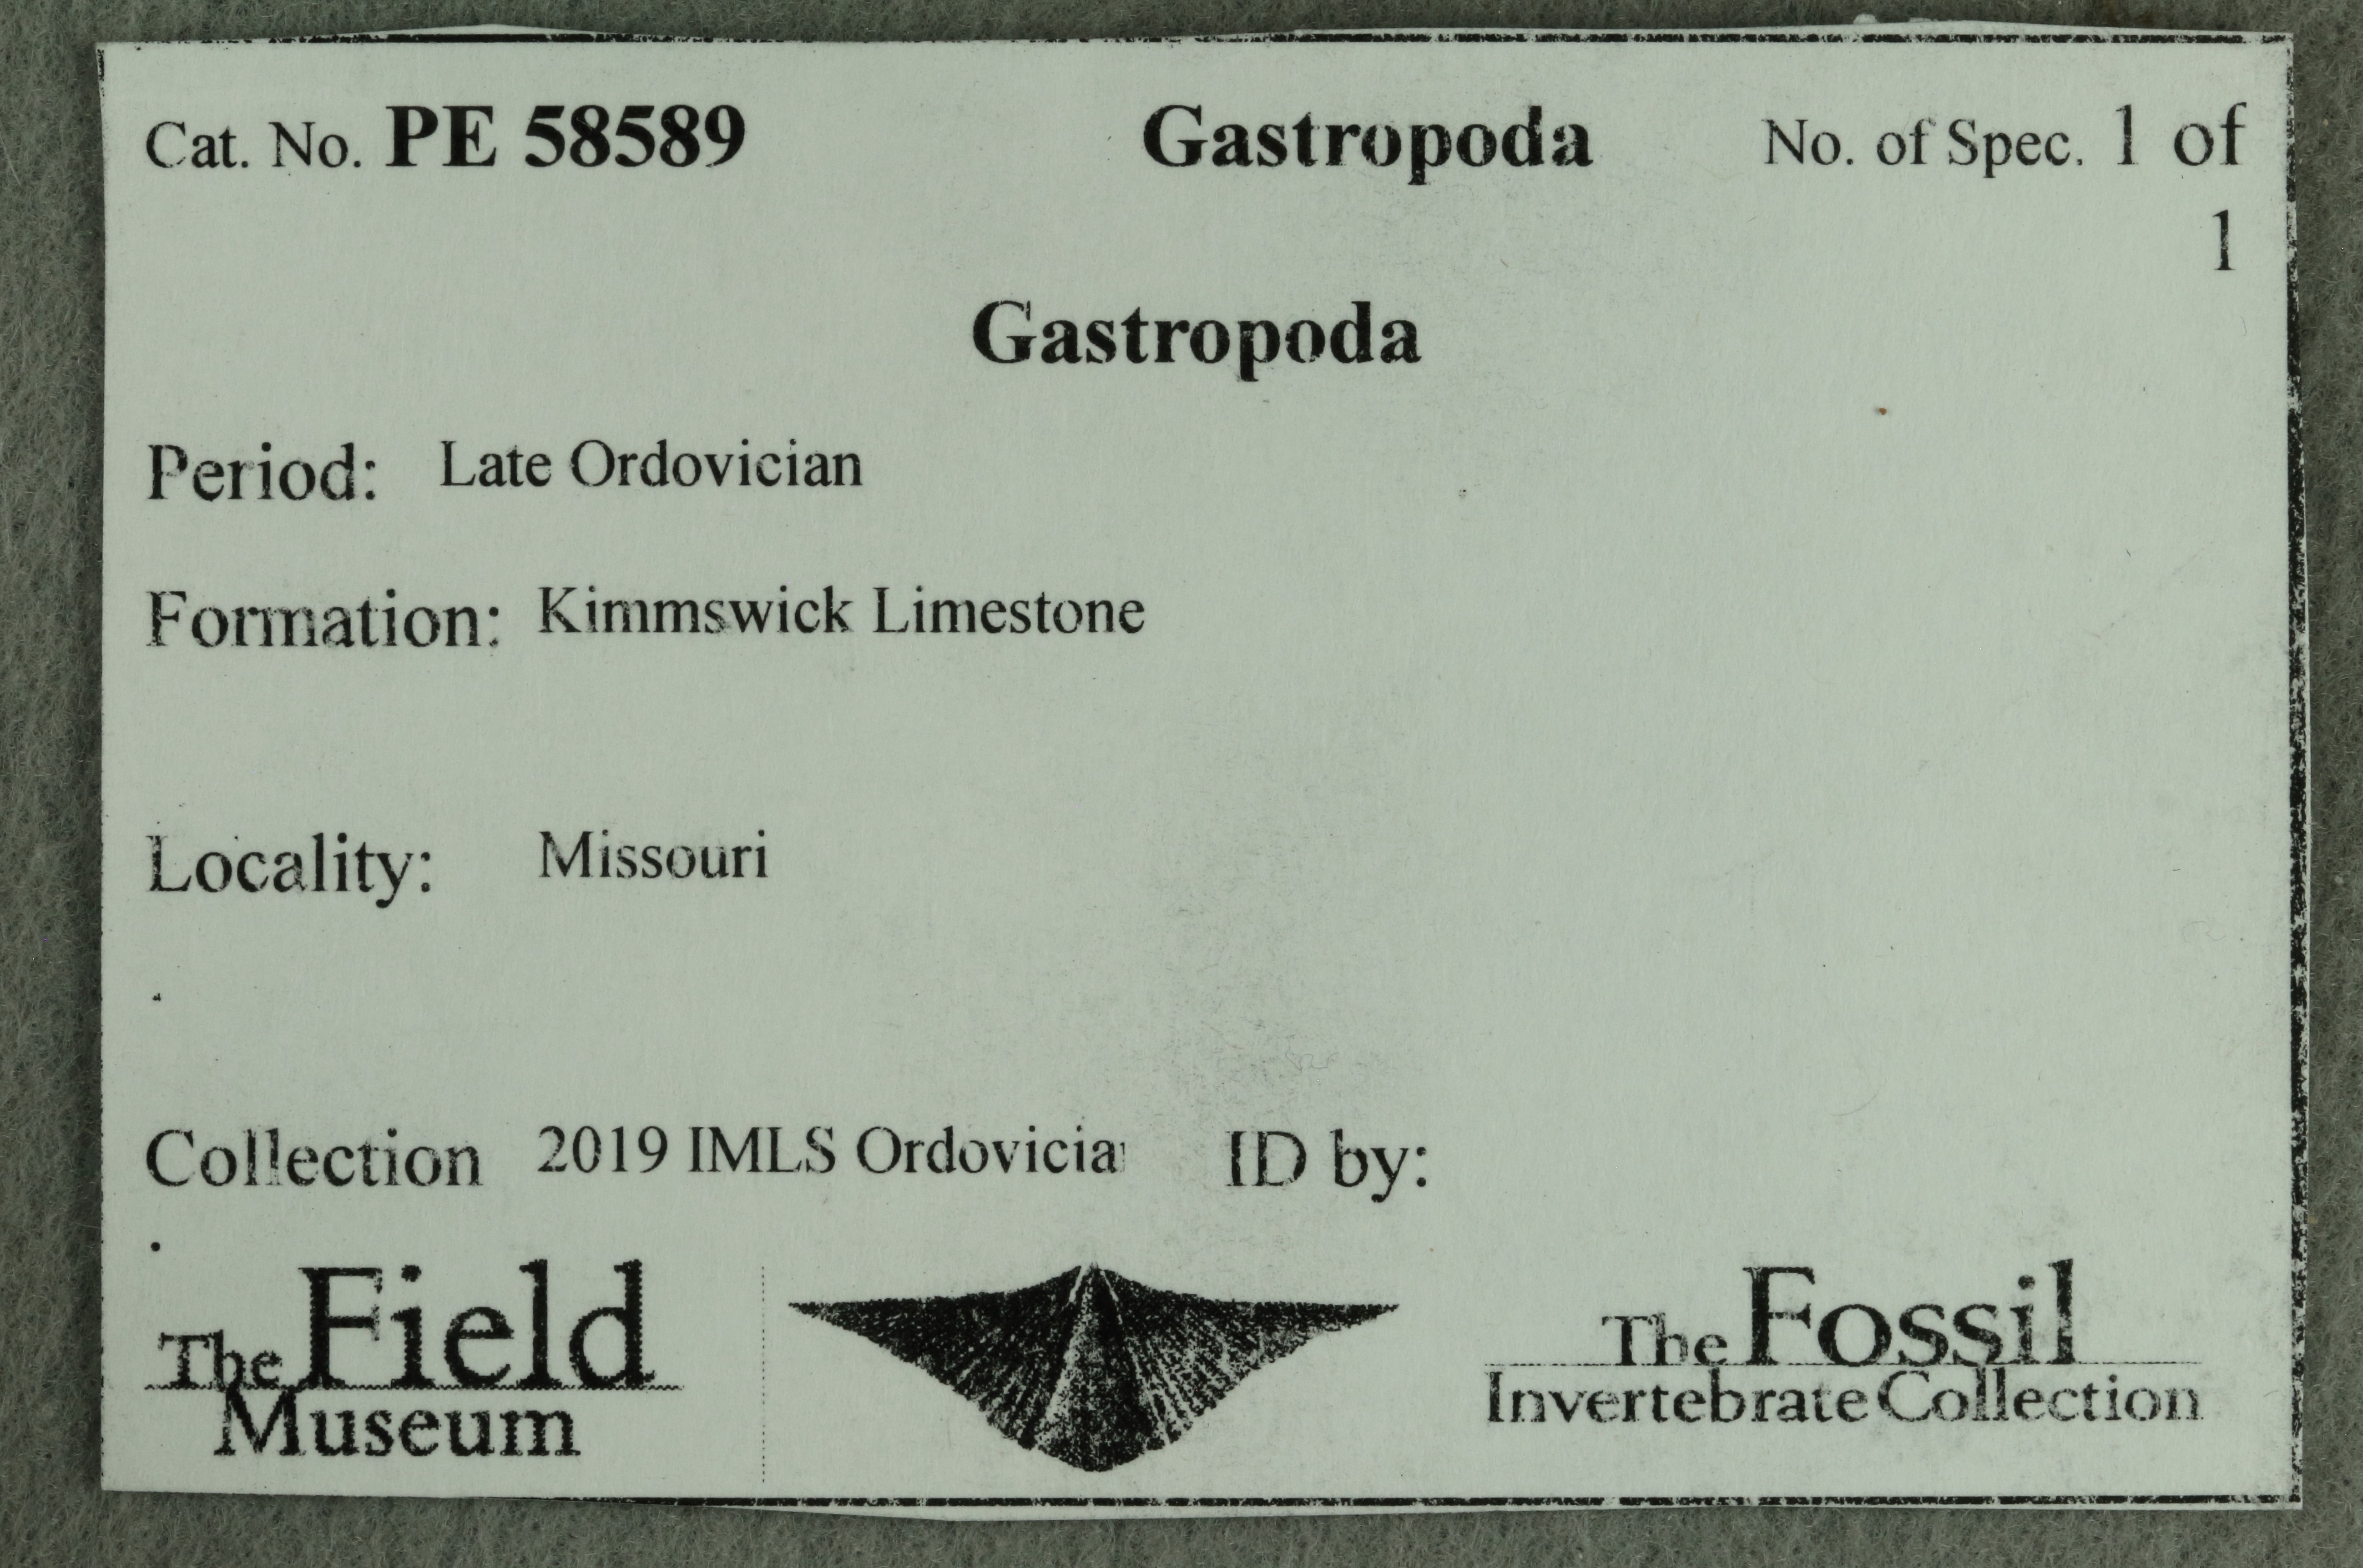 Cat. No. PE 58589 Gastropoda No. of Spec. 1 of
1
Gastropoda
Period: Late Ordovician
Formation: Kimmswick Limestone
Locality: Missouri
Collection 2019 IMLS Ordovicia ID by:
The Field
Museum
The Fossil
Invertebrate Collection